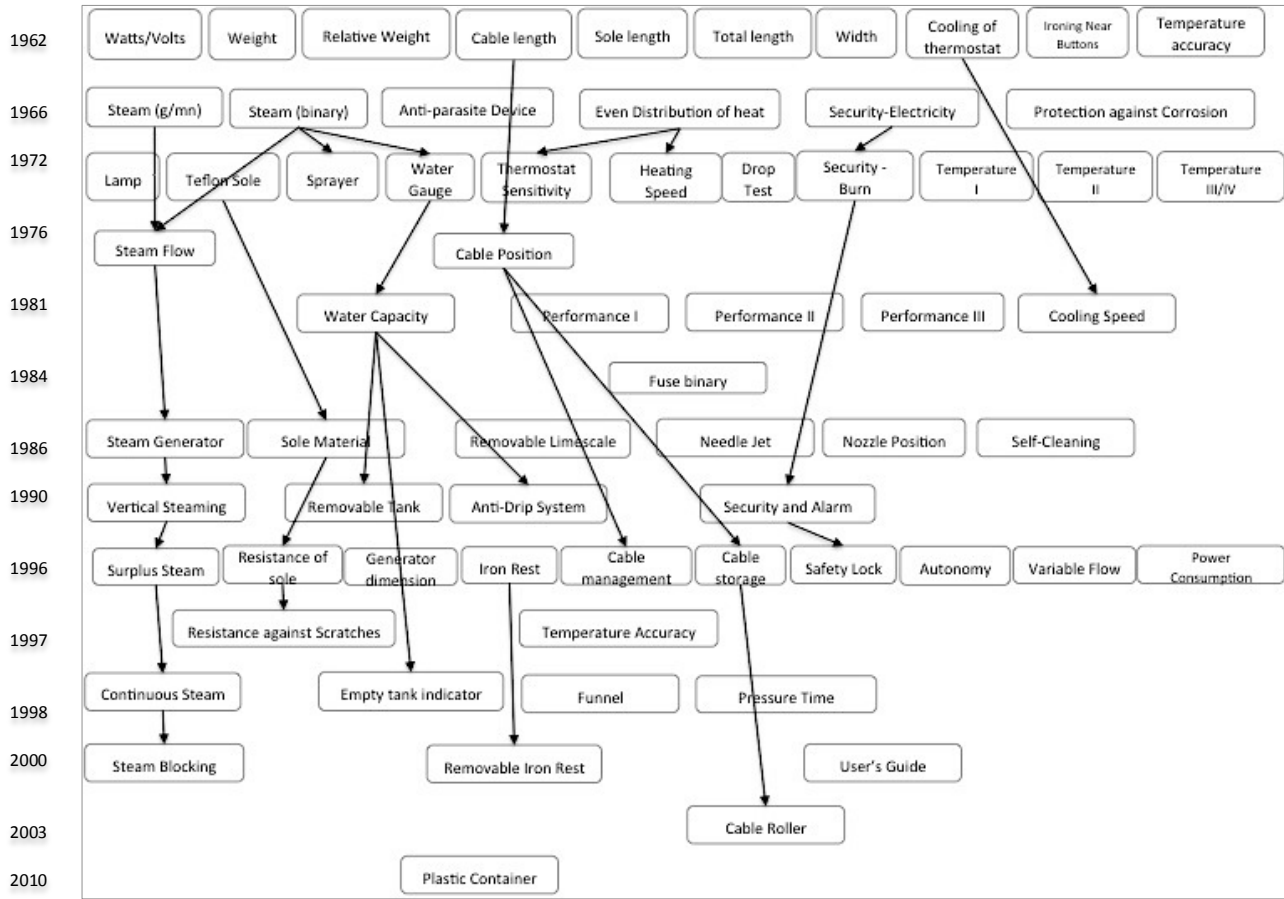 1962
Watts/Volts
Weight
Relative Weight
Cable length
Sole length
Total length
Width
Cooling of
thermostat
Ironing Near
Buttons
Temperature
accuracy
1966
Steam (g/mn)
Steam (binary)
Anti-parasite Device
Even Distribution of heat
Security-Electricity
Protection against Corrosion
1972
Lamp
Teflon Sole
Sprayer
Water
Gauge
Thermostat
Sensitivity
Heating
Speed
Drop
Test
Security -
Burn
Temperature
I
Temperature
II
Temperature
III/IV
1976
Steam Flow
Cable Position
1981
Water Capacity
Performance I
Performance II
Performance III
Cooling Speed
1984
Fuse binary
1986
Steam Generator
Sole Material
Removable Limescale
Needle Jet
Nozzle Position
Self-Cleaning
1990
Vertical Steaming
Removable Tank
Anti-Drip System
Security and Alarm
1996
Surplus Steam
Resistance of
sole
Generator
dimension
Iron Rest
Cable
management
Cable
storage
Safety Lock
Autonomy
Variable Flow
Power
Consumption
1997
Resistance against Scratches
Temperature Accuracy
1998
Continuous Steam
Empty tank indicator
Funnel
Pressure Time
2000
Steam Blocking
Removable Iron Rest
User's Guide
2003
Cable Roller
2010
Plastic Container